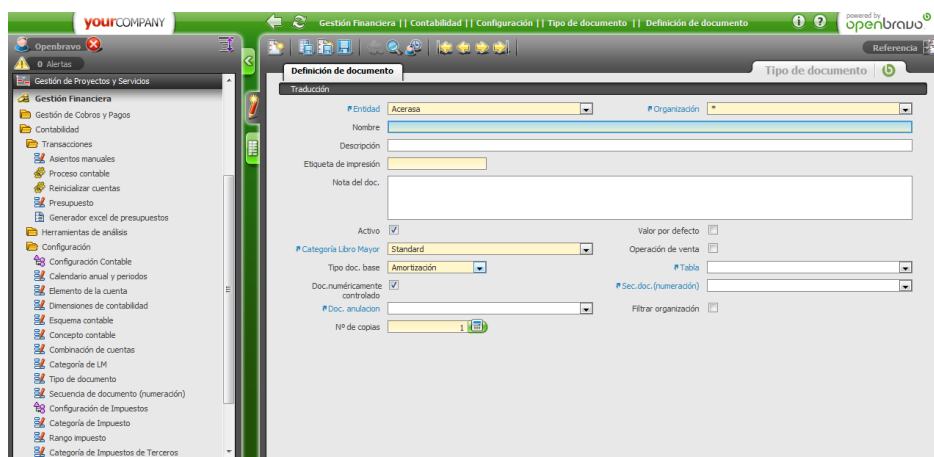 yourCOMPANY
Gestión Financiera || Contabilidad || Configuración || Tipo de documento || Definición de documento
powered by
openbravo
Openbravo
Referencia
0 Alertas
Definición de documento
Tipo de documento
Gestión de Proyectos y Servicios
Traducción
Gestión Financiera
Gestión de Cobros y Pagos
Contabilidad
Transacciones
Asientos manuales
Proceso contable
Reinicializar cuentas
Presupuesto
Generador excel de presupuestos
Herramientas de análisis
Configuración
Configuración Contable
Calendario anual y periodos
Elemento de la cuenta
Dimensiones de contabilidad
Esquema contable
Concepto contable
Combinación de cuentas
Categoría de LM
Tipo de documento
Secuencia de documento (numeración)
Configuración de Impuestos
Categoría de Impuesto
Rango impuesto
Categoría de Impuestos de Terceros
Entidad Acerasa Organización *
Nombre
Descripción
Etiqueta de impresión
Nota del doc.
Activo Valor por defecto
Categoría Libro Mayor Standard Operación de venta
Tipo doc. base Amortización Tabla
Doc.numéricamente controlado Sec.doc.(numeración)
Doc. anulacion Filtrar organización
Nº de copias 1